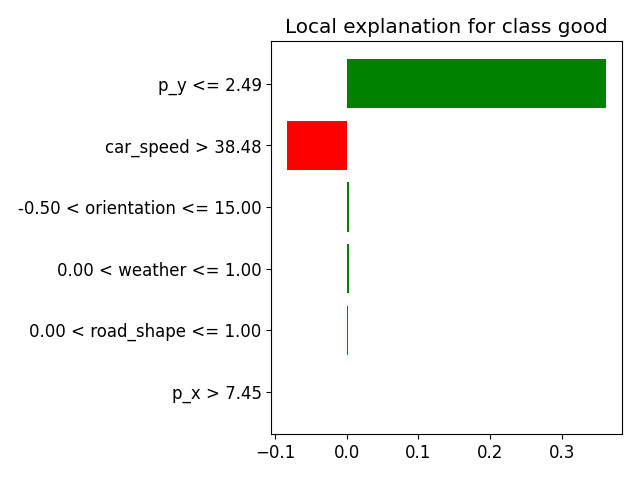 Local explanation for class good
p_y <= 2.49
car_speed > 38.48
-0.50 < orientation <= 15.00
0.00 < weather <= 1.00
0.00 < road_shape <= 1.00
p_x > 7.45
−0.1 0.0 0.1 0.2 0.3